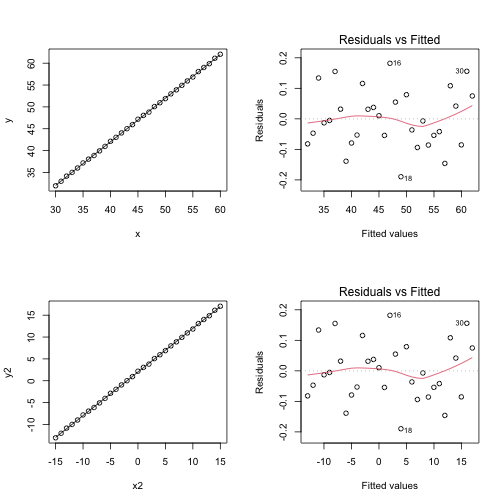 Residuals vs Fitted
y
35 40 45 50 55 60
30 35 40 45 50 55 60
x
Residuals
-0.2 -0.1 0.0 0.1 0.2
16
30
18
35 40 45 50 55 60
Fitted values
Residuals vs Fitted
y2
-10 -5 0 5 10 15
-15 -10 -5 0 5 10 15
x2
Residuals
-0.2 -0.1 0.0 0.1 0.2
16
30
18
-10 -5 0 5 10 15
Fitted values